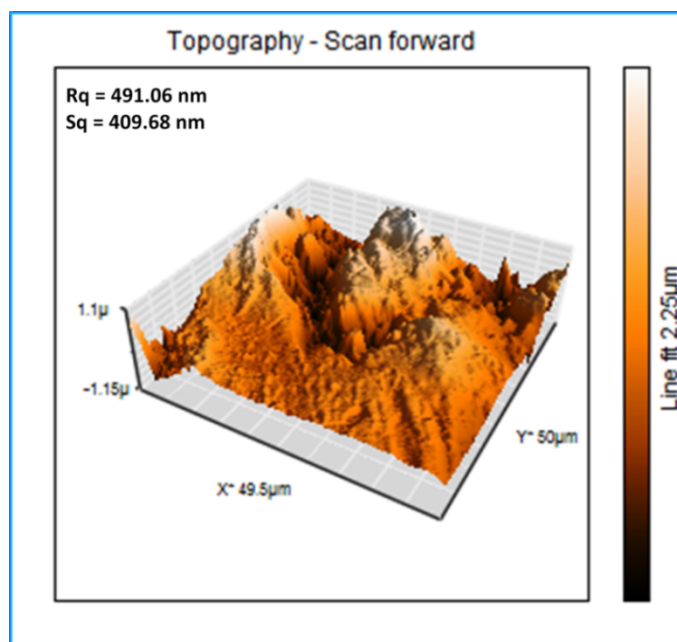 Topography - Scan forward
Rq = 491.06 nm
Sq = 409.68 nm
1.1µ
-1.15µ
X* 49.5µm
Y* 50µm
Line fit 2.25µm